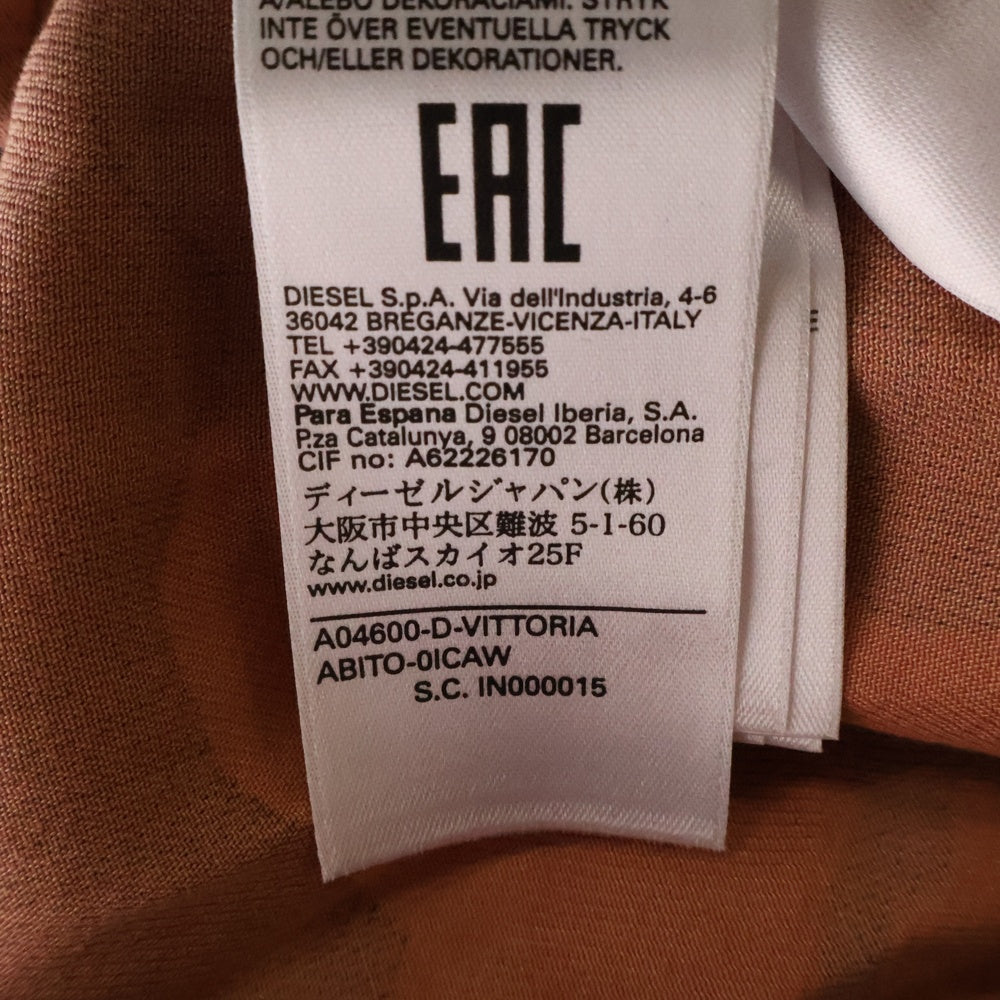 A/ALEBO DEKORÁCIAMI. STRYK
INTE ÖVER EVENTUELLA TRYCK
OCH/ELLER DEKORATIONER.
EAC
DIESEL S.p.A. Via dell'Industria, 4-6
36042 BREGANZE-VICENZA-ITALY
TEL +390424-477555
FAX +390424-411955
WWW.DIESEL.COM
Para Espana Diesel Iberia, S.A.
P.za Catalunya, 9 08002 Barcelona
CIF no: A62226170
ディーゼルジャパン(株)
大阪市中央区難波 5-1-60
なんばスカイオ25F
www.diesel.co.jp
A04600-D-VITTORIA
ABITO-0ICAW
S.C. IN000015